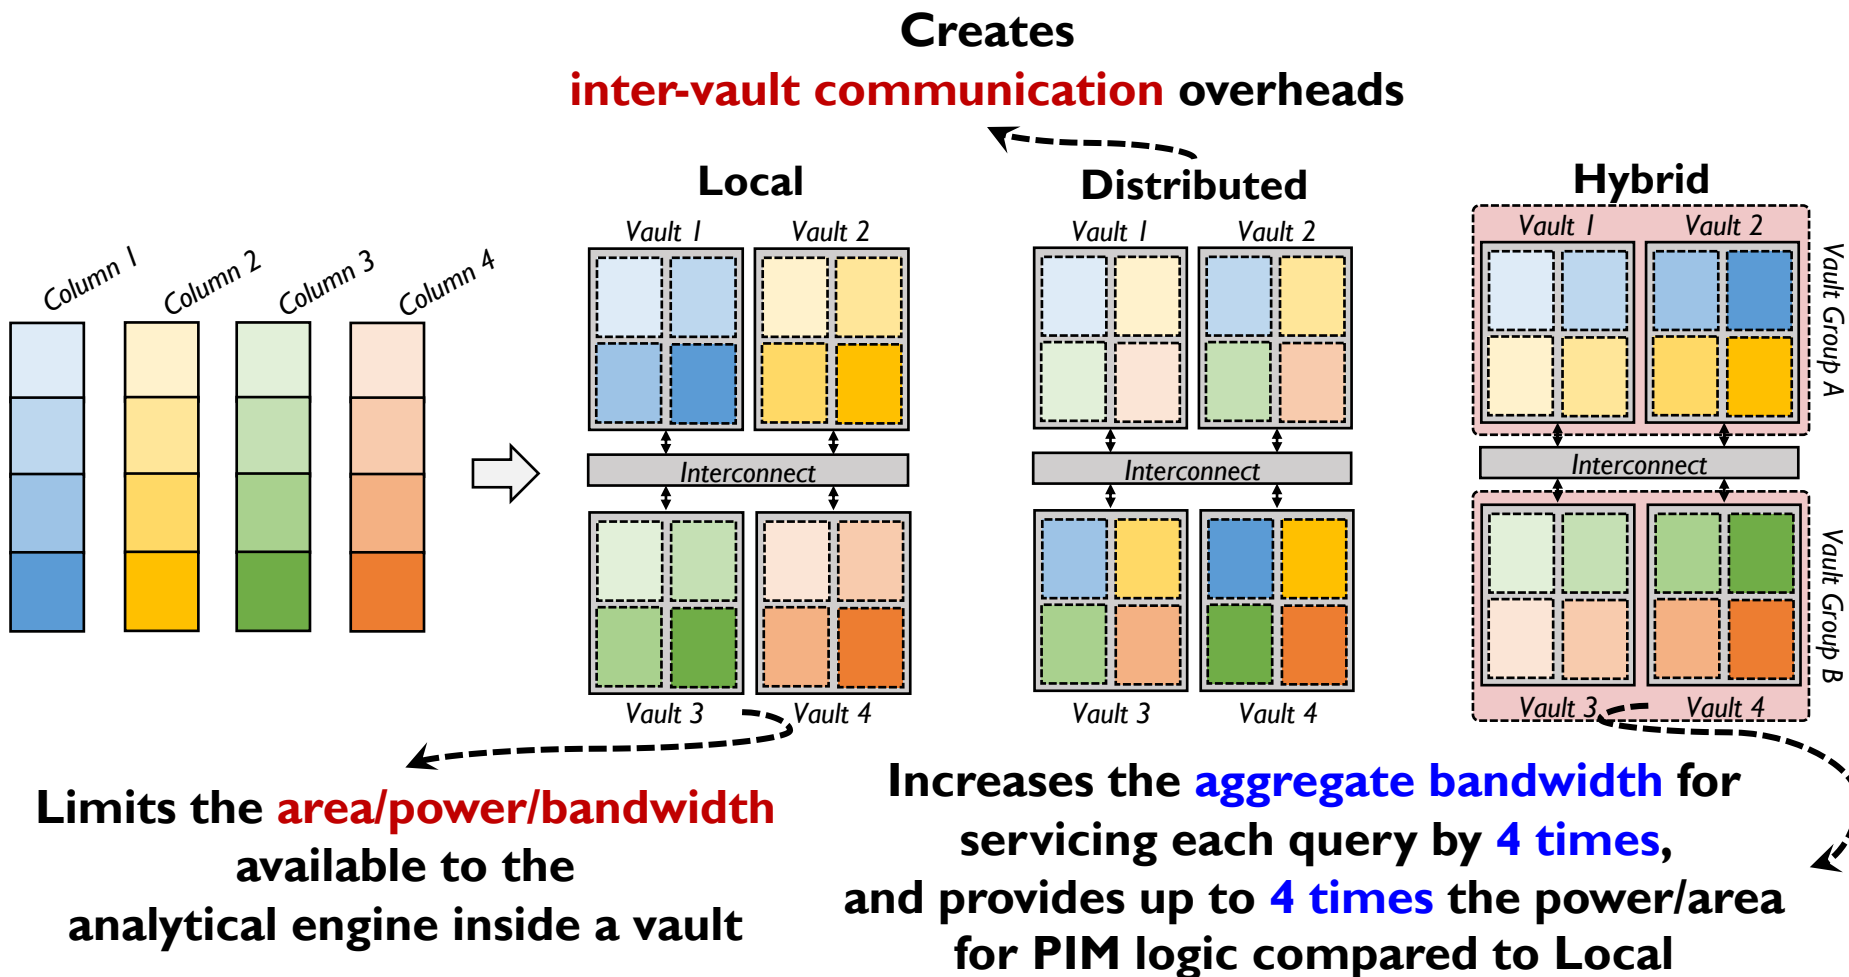 Creates
inter-vault communication overheads
Local
Distributed
Hybrid
Column 1
Column 2
Column 3
Column 4
Vault 1
Vault 2
Interconnect
Vault 3
Vault 4
Vault 1
Vault 2
Interconnect
Vault 3
Vault 4
Vault 1
Vault 2
Vault Group A
Interconnect
Vault Group B
Vault 3
Vault 4
Limits the area/power/bandwidth
available to the
analytical engine inside a vault
Increases the aggregate bandwidth for
servicing each query by 4 times,
and provides up to 4 times the power/area
for PIM logic compared to Local